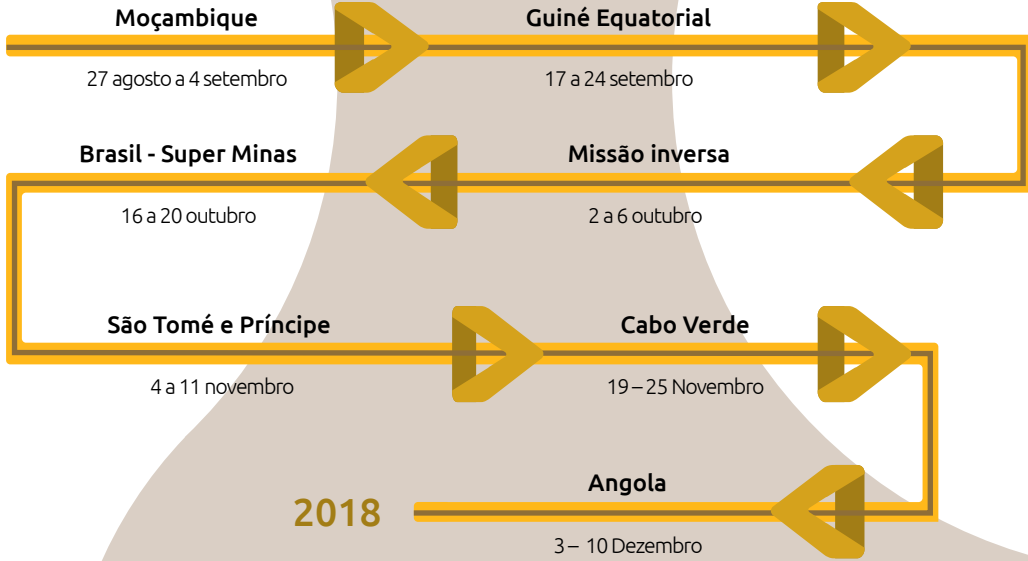 Moçambique
27 agosto a 4 setembro
Guiné Equatorial
17 a 24 setembro
Missão inversa
2 a 6 outubro
Brasil - Super Minas
16 a 20 outubro
São Tomé e Príncipe
4 a 11 novembro
Cabo Verde
19 – 25 Novembro
Angola
3 – 10 Dezembro
2018